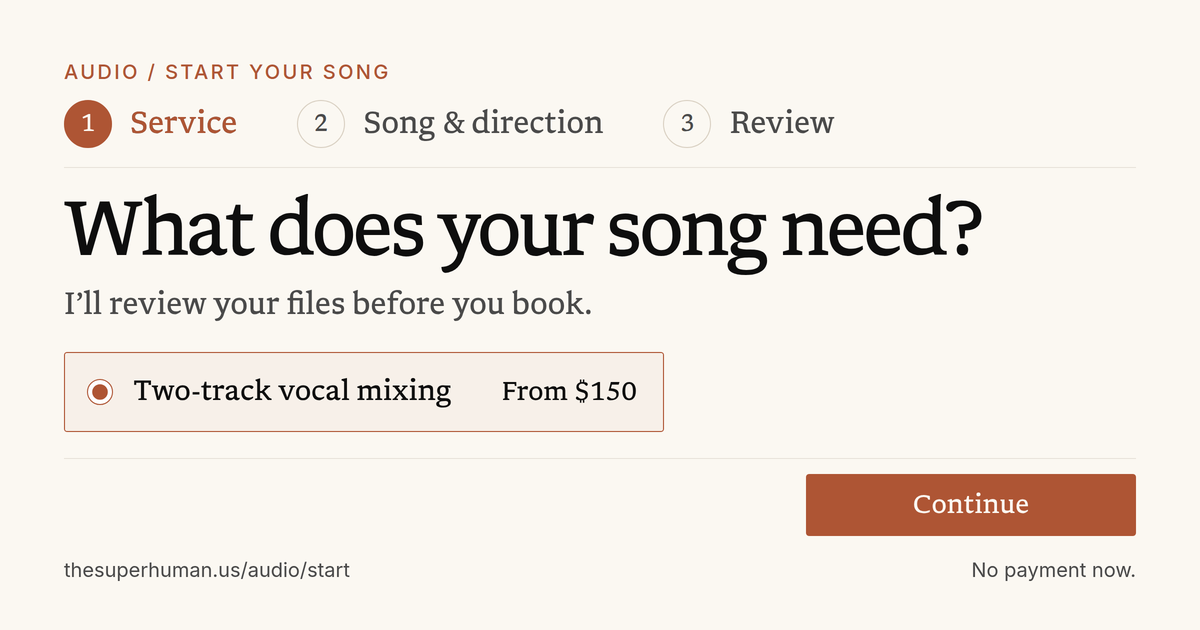 AUDIO / START YOUR SONG
1 Service 2 Song & direction 3 Review
What does your song need?
I’ll review your files before you book.
Two-track vocal mixing From $150
Continue
thesuperhuman.us/audio/start No payment now.